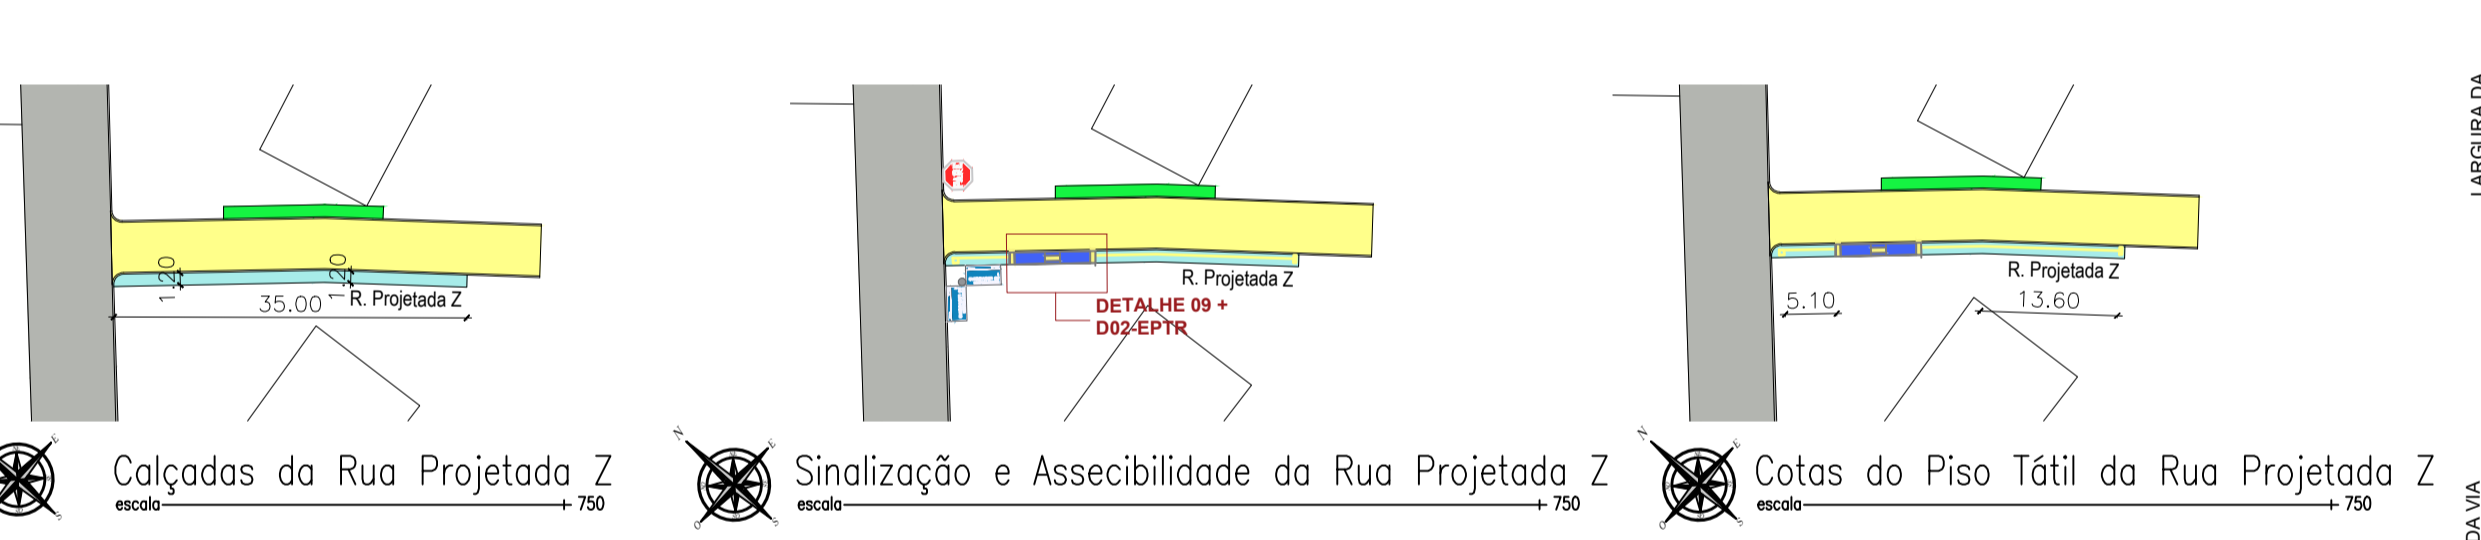 1.20
1.20
35.00
R. Projetada Z
E
S
Calçadas da Rua Projetada Z
escala 750
R. Projetada Z
DETALHE 09 +
D02-EPTR
N
E
O
S
Sinalização e Assecibilidade da Rua Projetada Z
escala 750
R. Projetada Z
5.10
13.60
N
E
O
S
Cotas do Piso Tátil da Rua Projetada Z
escala 750
LARGURA DA
DA VIA